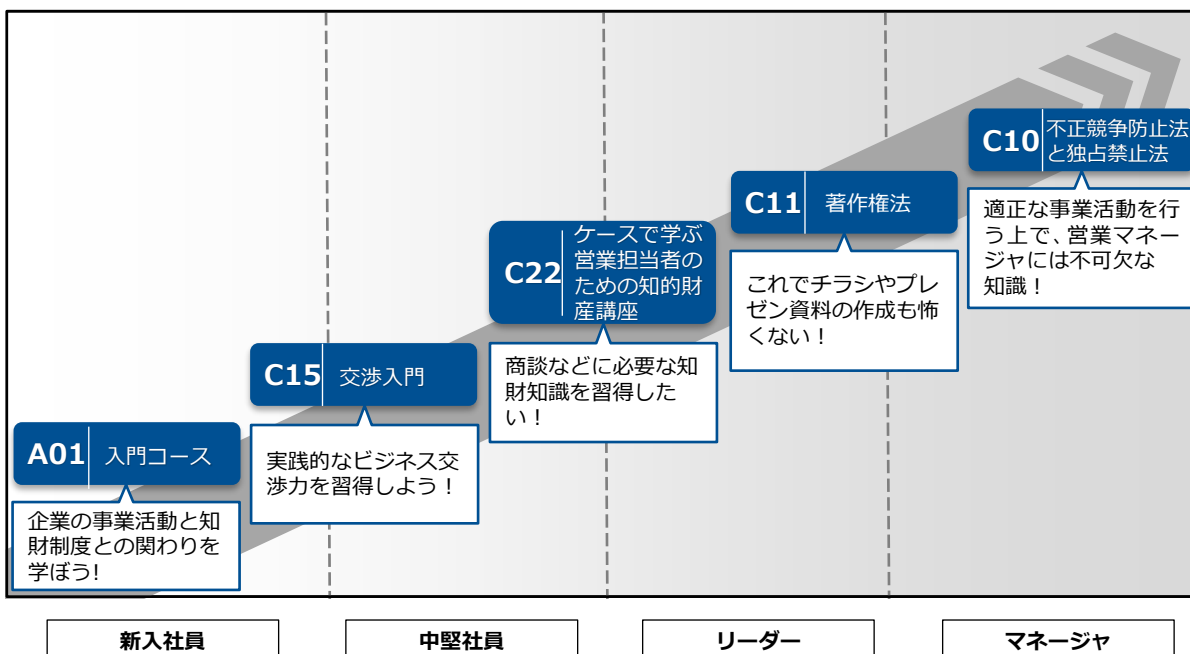 A01
入門コース
企業の事業活動と知
財制度との関わりを
学ぼう!
C15
交渉入門
実践的なビジネス交
渉力を習得しよう！
C22
ケースで学ぶ
営業担当者の
ための知的財
産講座
商談などに必要な知
財知識を習得した
い！
C11
著作権法
これでチラシやプレ
ゼン資料の作成も怖
くない！
C10
不正競争防止法
と独占禁止法
適正な事業活動を行
う上で、営業マネー
ジャには不可欠な
知識！
新入社員
中堅社員
リーダー
マネージャ